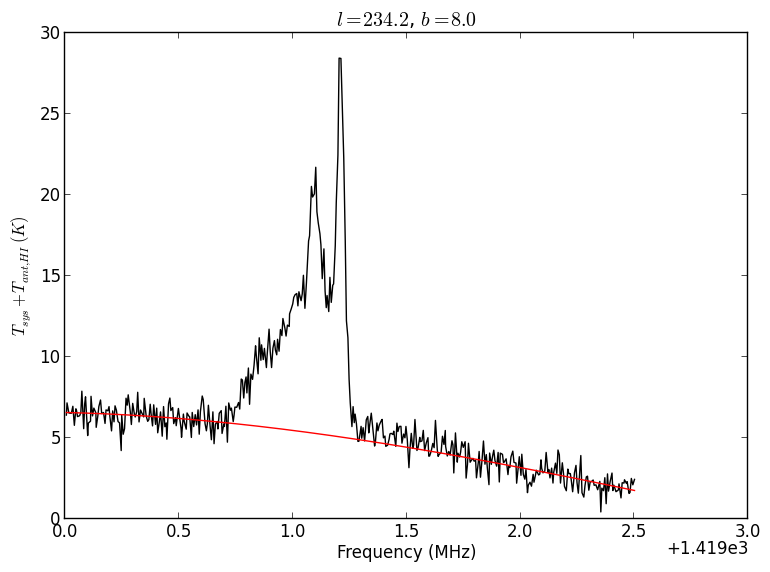 l = 234.2, b = 8.0
30
25
20
15
10
5
0
T_sys + T_ant,HI (K)
0.0 0.5 1.0 1.5 2.0 2.5 3.0
Frequency (MHz)
+1.419e3